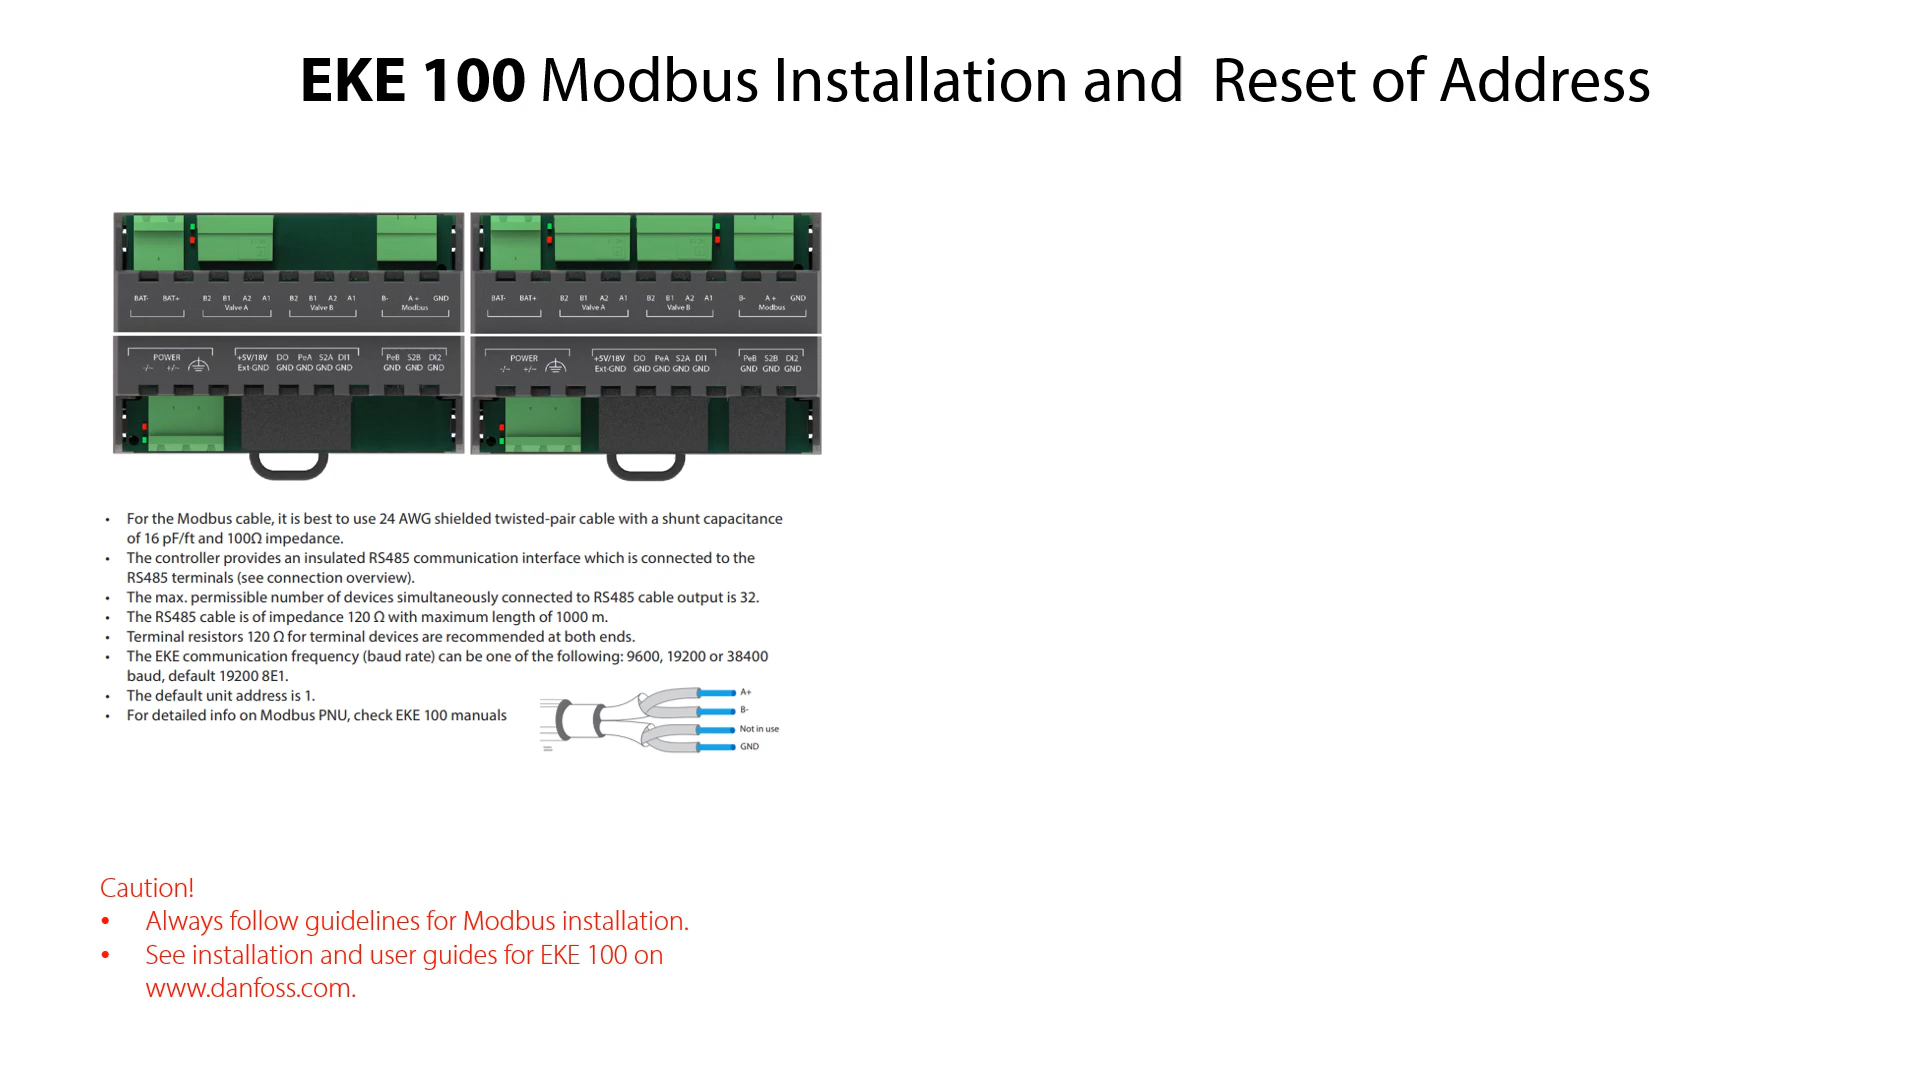 EKE 100 Modbus Installation and Reset of Address
BAT- BAT+ B2 B1 A2 A1 B2 B1 A2 A1 B- A+ GND
Valve A Valve B Modbus
BAT- BAT+ B2 B1 A2 A1 B2 B1 A2 A1 B- A+ GND
Valve A Valve B Modbus
POWER +5V/18V DO PeA S2A DI1 PeB S2B DI2
-/~ +/~ Ext-GND GND GND GND GND GND GND GND
POWER +5V/18V DO PeA S2A DI1 PeB S2B DI2
-/~ +/~ Ext-GND GND GND GND GND GND GND GND
• For the Modbus cable, it is best to use 24 AWG shielded twisted-pair cable with a shunt capacitance
of 16 pF/ft and 100Ω impedance.
• The controller provides an insulated RS485 communication interface which is connected to the
RS485 terminals (see connection overview).
• The max. permissible number of devices simultaneously connected to RS485 cable output is 32.
• The RS485 cable is of impedance 120 Ω with maximum length of 1000 m.
• Terminal resistors 120 Ω for terminal devices are recommended at both ends.
• The EKE communication frequency (baud rate) can be one of the following: 9600, 19200 or 38400
baud, default 19200 8E1.
• The default unit address is 1.
• For detailed info on Modbus PNU, check EKE 100 manuals
A+
B-
Not in use
GND
Caution!
• Always follow guidelines for Modbus installation.
• See installation and user guides for EKE 100 on
www.danfoss.com.